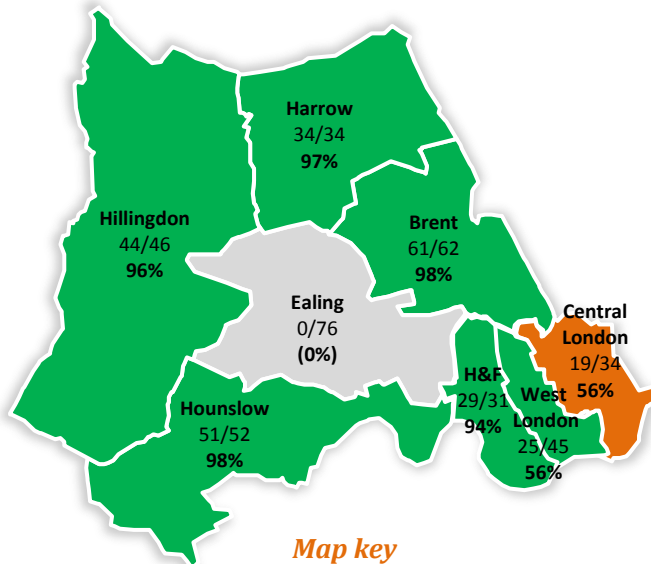 Harrow
34/34
97%
Hillingdon
44/46
96%
Brent
61/62
98%
Ealing
0/76
(0%)
Central
London
19/34
56%
H&F
29/31
94%
West
London
25/45
56%
Hounslow
51/52
98%
Map key